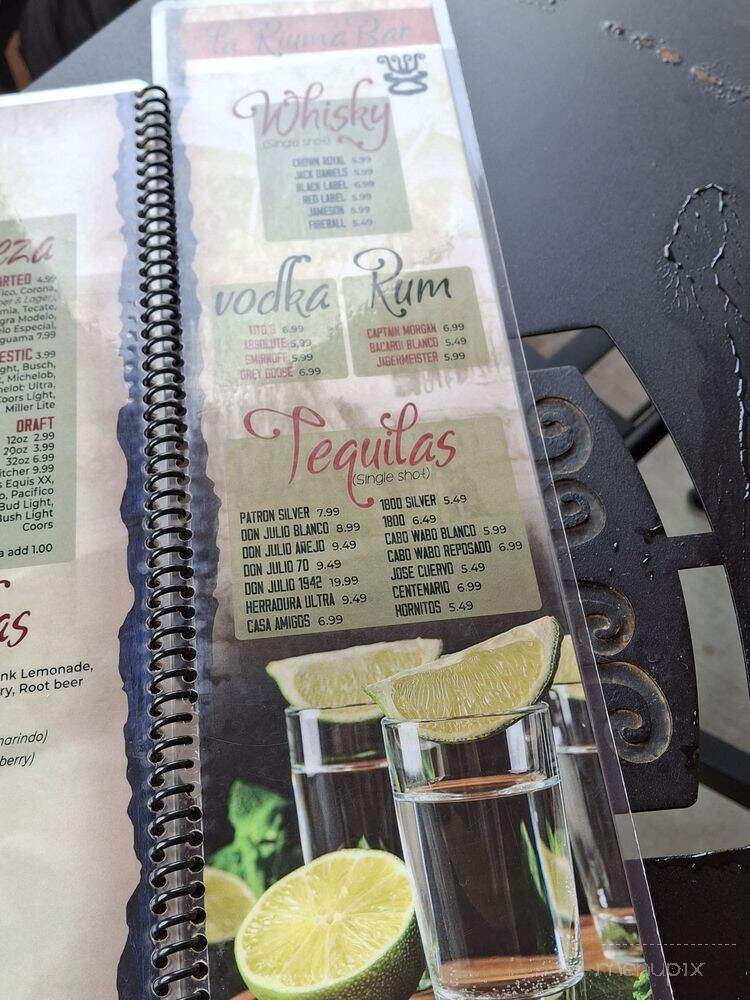 eza
RTED 4.99
fico, Corona,
ber & Lager),
mia, Tecate,
gra Modelo,
elo Especial,
guama 7.99
ESTIC 3.99
ght, Busch,
t, Michelob,
helob Ultra,
Coors Light,
Miller Lite
DRAFT
12oz 2.99
20oz 3.99
32oz 6.99
itcher 9.99
s Equis XX,
o, Pacifico
Bud Light,
Bush Light
Coors
a add 1.00
as
nk Lemonade,
ry, Root beer
marindo)
berry)
la Riuma Bar
Whisky
(Single shot)
CROWN ROYAL 5.99
JACK DANIELS 5.99
BLACK LABEL 6.99
RED LABEL 5.99
JAMESON 5.99
FIREBALL 5.49
vodka
TITO'S 6.99
ABSOLUTE 5.99
SMIRNOFF 5.99
GREY GOOSE 6.99
Rum
CAPTAIN MORGAN 6.99
BACARDI BLANCO 5.49
JAGERMEISTER 5.99
Tequilas
(Single shot)
PATRON SILVER 7.99
DON JULIO BLANCO 8.99
DON JULIO AÑEJO 9.49
DON JULIO 70 9.49
DON JULIO 1942 19.99
HERRADURA ULTRA 9.49
CASA AMIGOS 6.99
1800 SILVER 5.49
1800 6.49
CABO WABO BLANCO 5.99
CABO WABO REPOSADO 6.99
JOSE CUERVO 5.49
CENTENARIO 6.99
HORNITOS 5.49
menupix